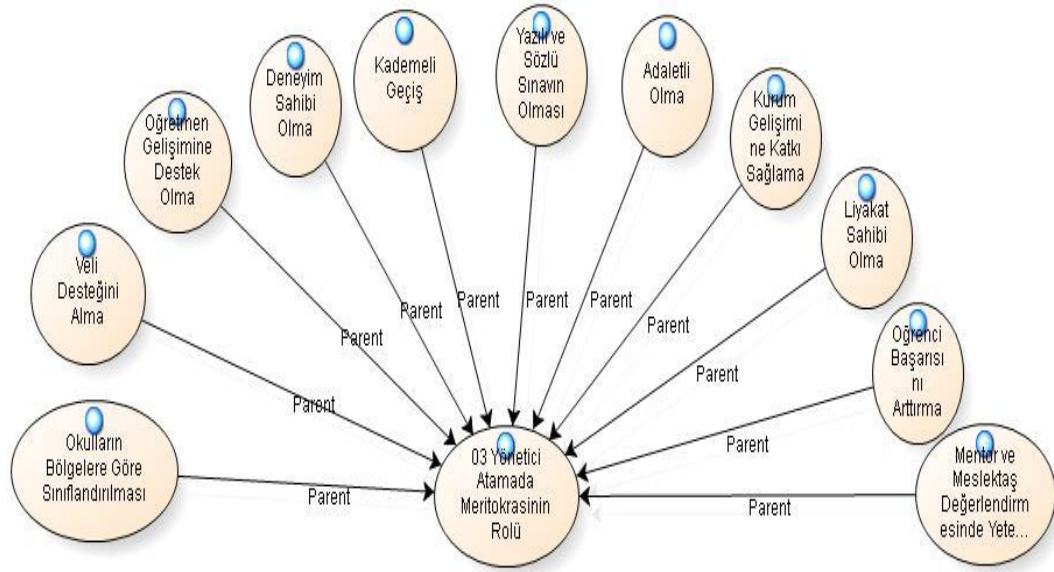 Okulların
Bölgelere Göre
Sınıflandırılması
Veli
Desteğini
Alma
Öğretmen
Gelişimine
Destek
Olma
Deneyim
Sahibi
Olma
Kademeli
Geçiş
Yazılı ve
Sözlü
Sınavın
Olması
Adaletli
Olma
Kurum
Gelişimi
ne Katkı
Sağlama
Liyakat
Sahibi
Olma
Öğrenci
Başarısı
nı
Arttırma
Mentor ve
Meslektaş
Değerlendirm
esinde Yete...
Parent
Parent
Parent
Parent
Parent
Parent
Parent
Parent
Parent
Parent
Parent
03 Yönetici
Atamada
Meritokrasinin
Rolü